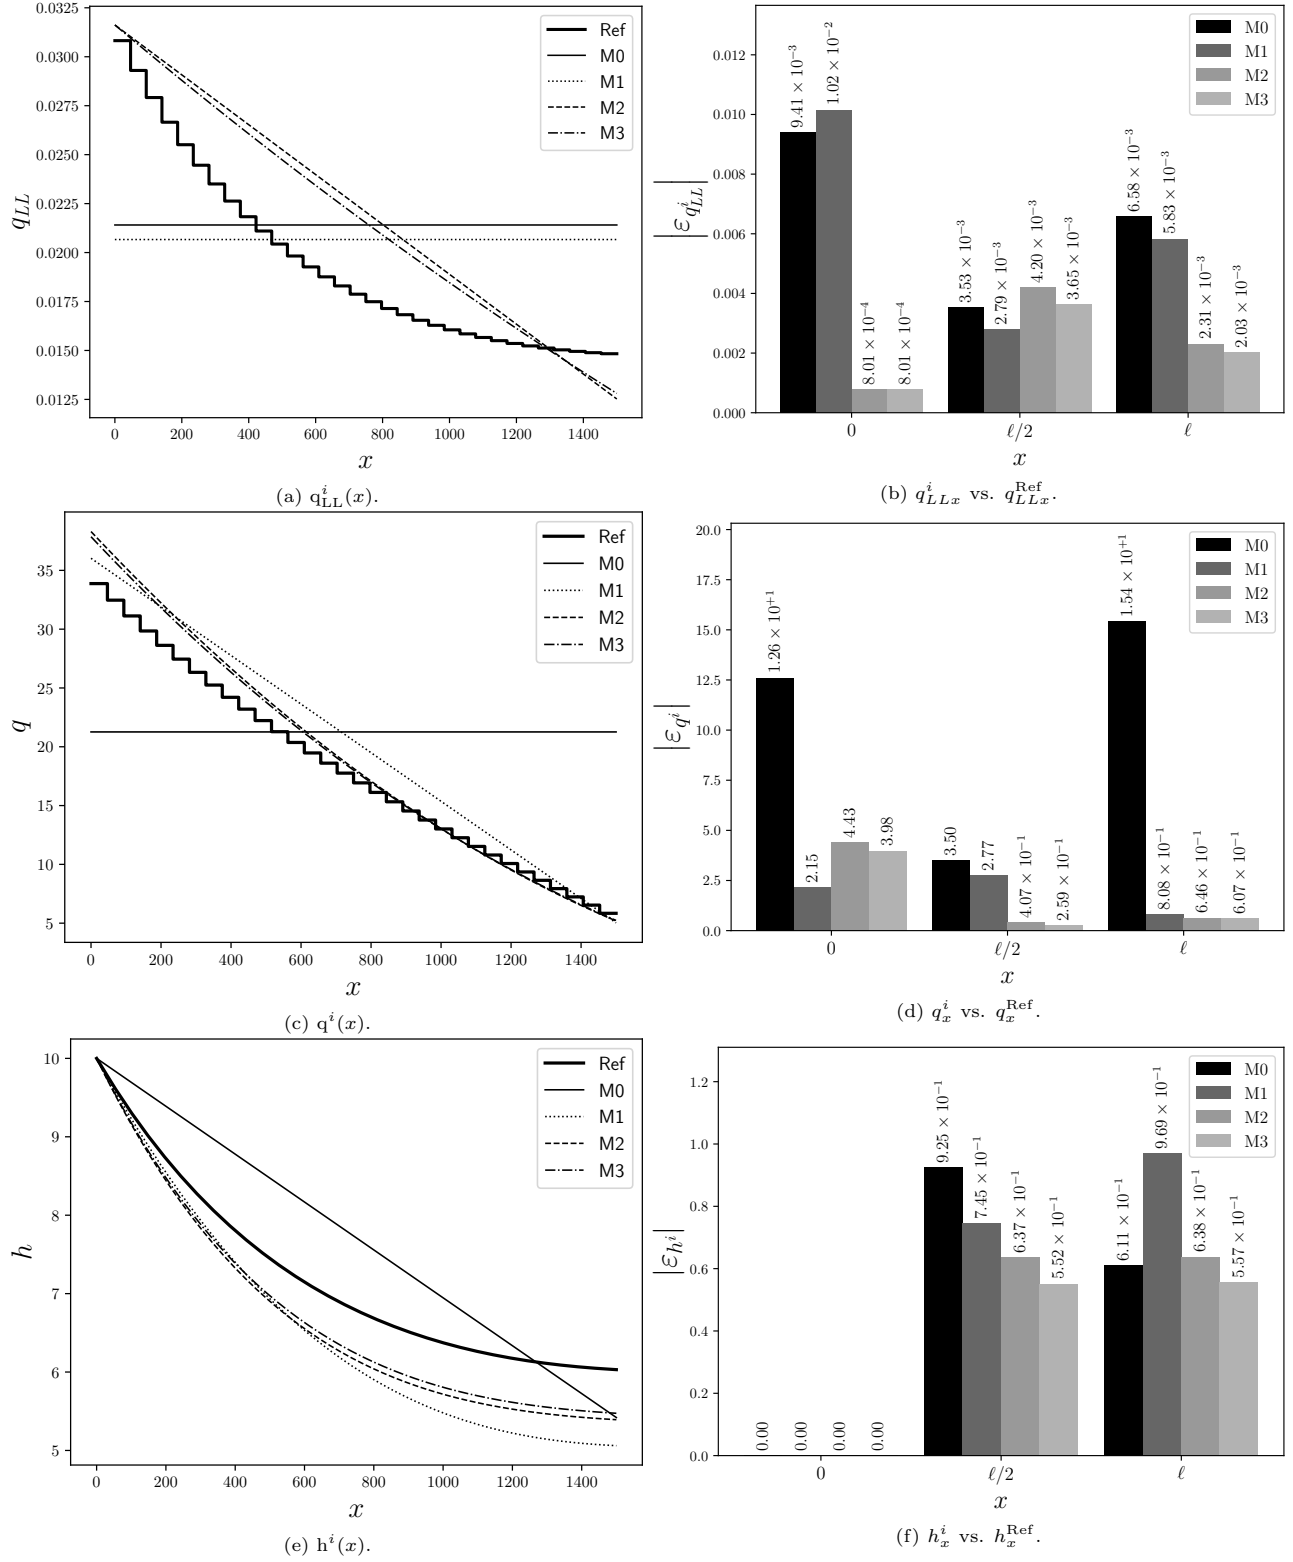 0.0325
0.0300
0.0275
0.0250
0.0225
0.0200
0.0175
0.0150
0.0125
q_{LL}
Ref
M0
M1
M2
M3
0 200 400 600 800 1000 1200 1400
x
(a) q^i_{LL}(x).
0.012
0.010
0.008
0.006
0.004
0.002
0.000
|ε_{q^i_{LL}}|
9.41 × 10^{−3}
1.02 × 10^{−2}
8.01 × 10^{−4}
8.01 × 10^{−4}
3.53 × 10^{−3}
2.79 × 10^{−3}
4.20 × 10^{−3}
3.65 × 10^{−3}
6.58 × 10^{−3}
5.83 × 10^{−3}
2.31 × 10^{−3}
2.03 × 10^{−3}
M0
M1
M2
M3
0 ℓ/2 ℓ
x
(b) q^i_{LLx} vs. q^{Ref}_{LLx}.
35
30
25
20
15
10
5
q
Ref
M0
M1
M2
M3
0 200 400 600 800 1000 1200 1400
x
(c) q^i(x).
20.0
17.5
15.0
12.5
10.0
7.5
5.0
2.5
0.0
|ε_{q^i}|
1.26 × 10^{+1}
2.15
4.43
3.98
3.50
2.77
4.07 × 10^{−1}
2.59 × 10^{−1}
1.54 × 10^{+1}
8.08 × 10^{−1}
6.46 × 10^{−1}
6.07 × 10^{−1}
M0
M1
M2
M3
0 ℓ/2 ℓ
x
(d) q^i_x vs. q^{Ref}_x.
10
9
8
7
6
5
h
Ref
M0
M1
M2
M3
0 200 400 600 800 1000 1200 1400
x
(e) h^i(x).
1.2
1.0
0.8
0.6
0.4
0.2
0.0
|ε_{h^i}|
0.00
0.00
0.00
0.00
9.25 × 10^{−1}
7.45 × 10^{−1}
6.37 × 10^{−1}
5.52 × 10^{−1}
6.11 × 10^{−1}
9.69 × 10^{−1}
6.38 × 10^{−1}
5.57 × 10^{−1}
M0
M1
M2
M3
0 ℓ/2 ℓ
x
(f) h^i_x vs. h^{Ref}_x.